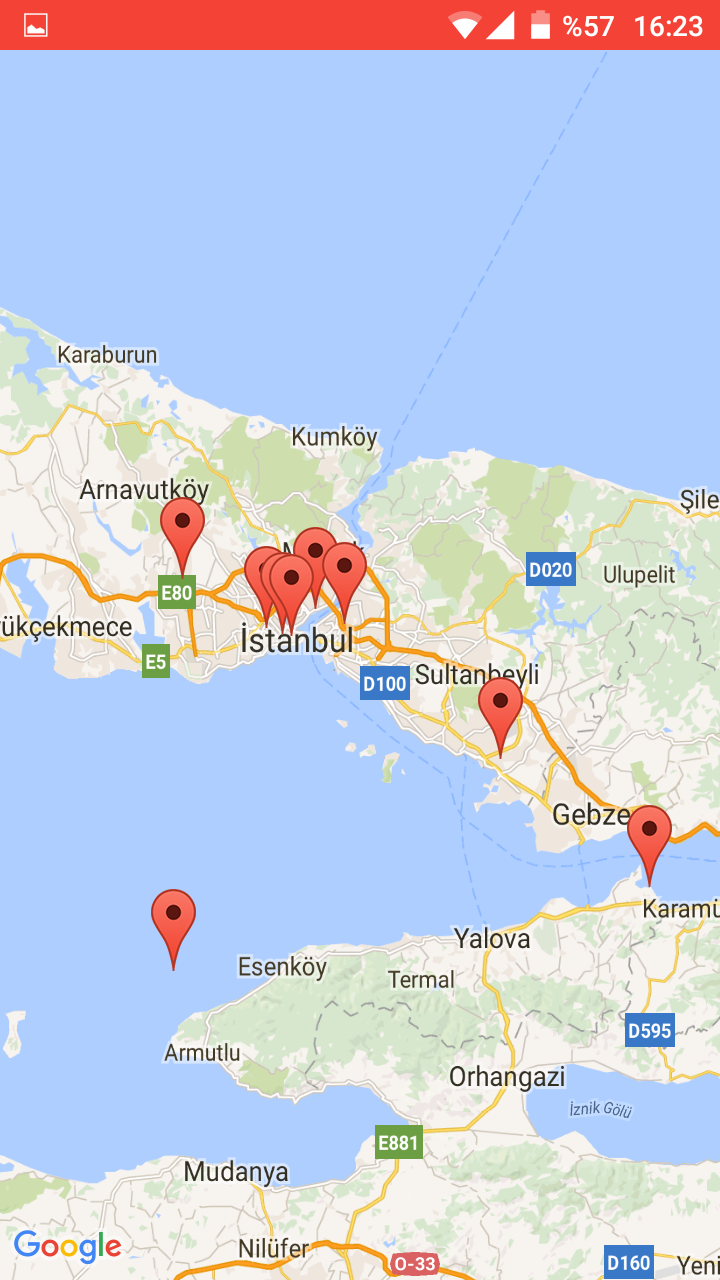 %57 16:23
Karaburun
Kumköy
Arnavutköy
Şile
D020
Ulupelit
E80
ükçekmece
İstanbul
E5
Sultanbeyli
D100
Gebze
Karamü
Yalova
Esenköy
Termal
D595
Armutlu
Orhangazi
İznik Gölü
E881
Mudanya
Google
Nilüfer
O-33
D160
Yeni